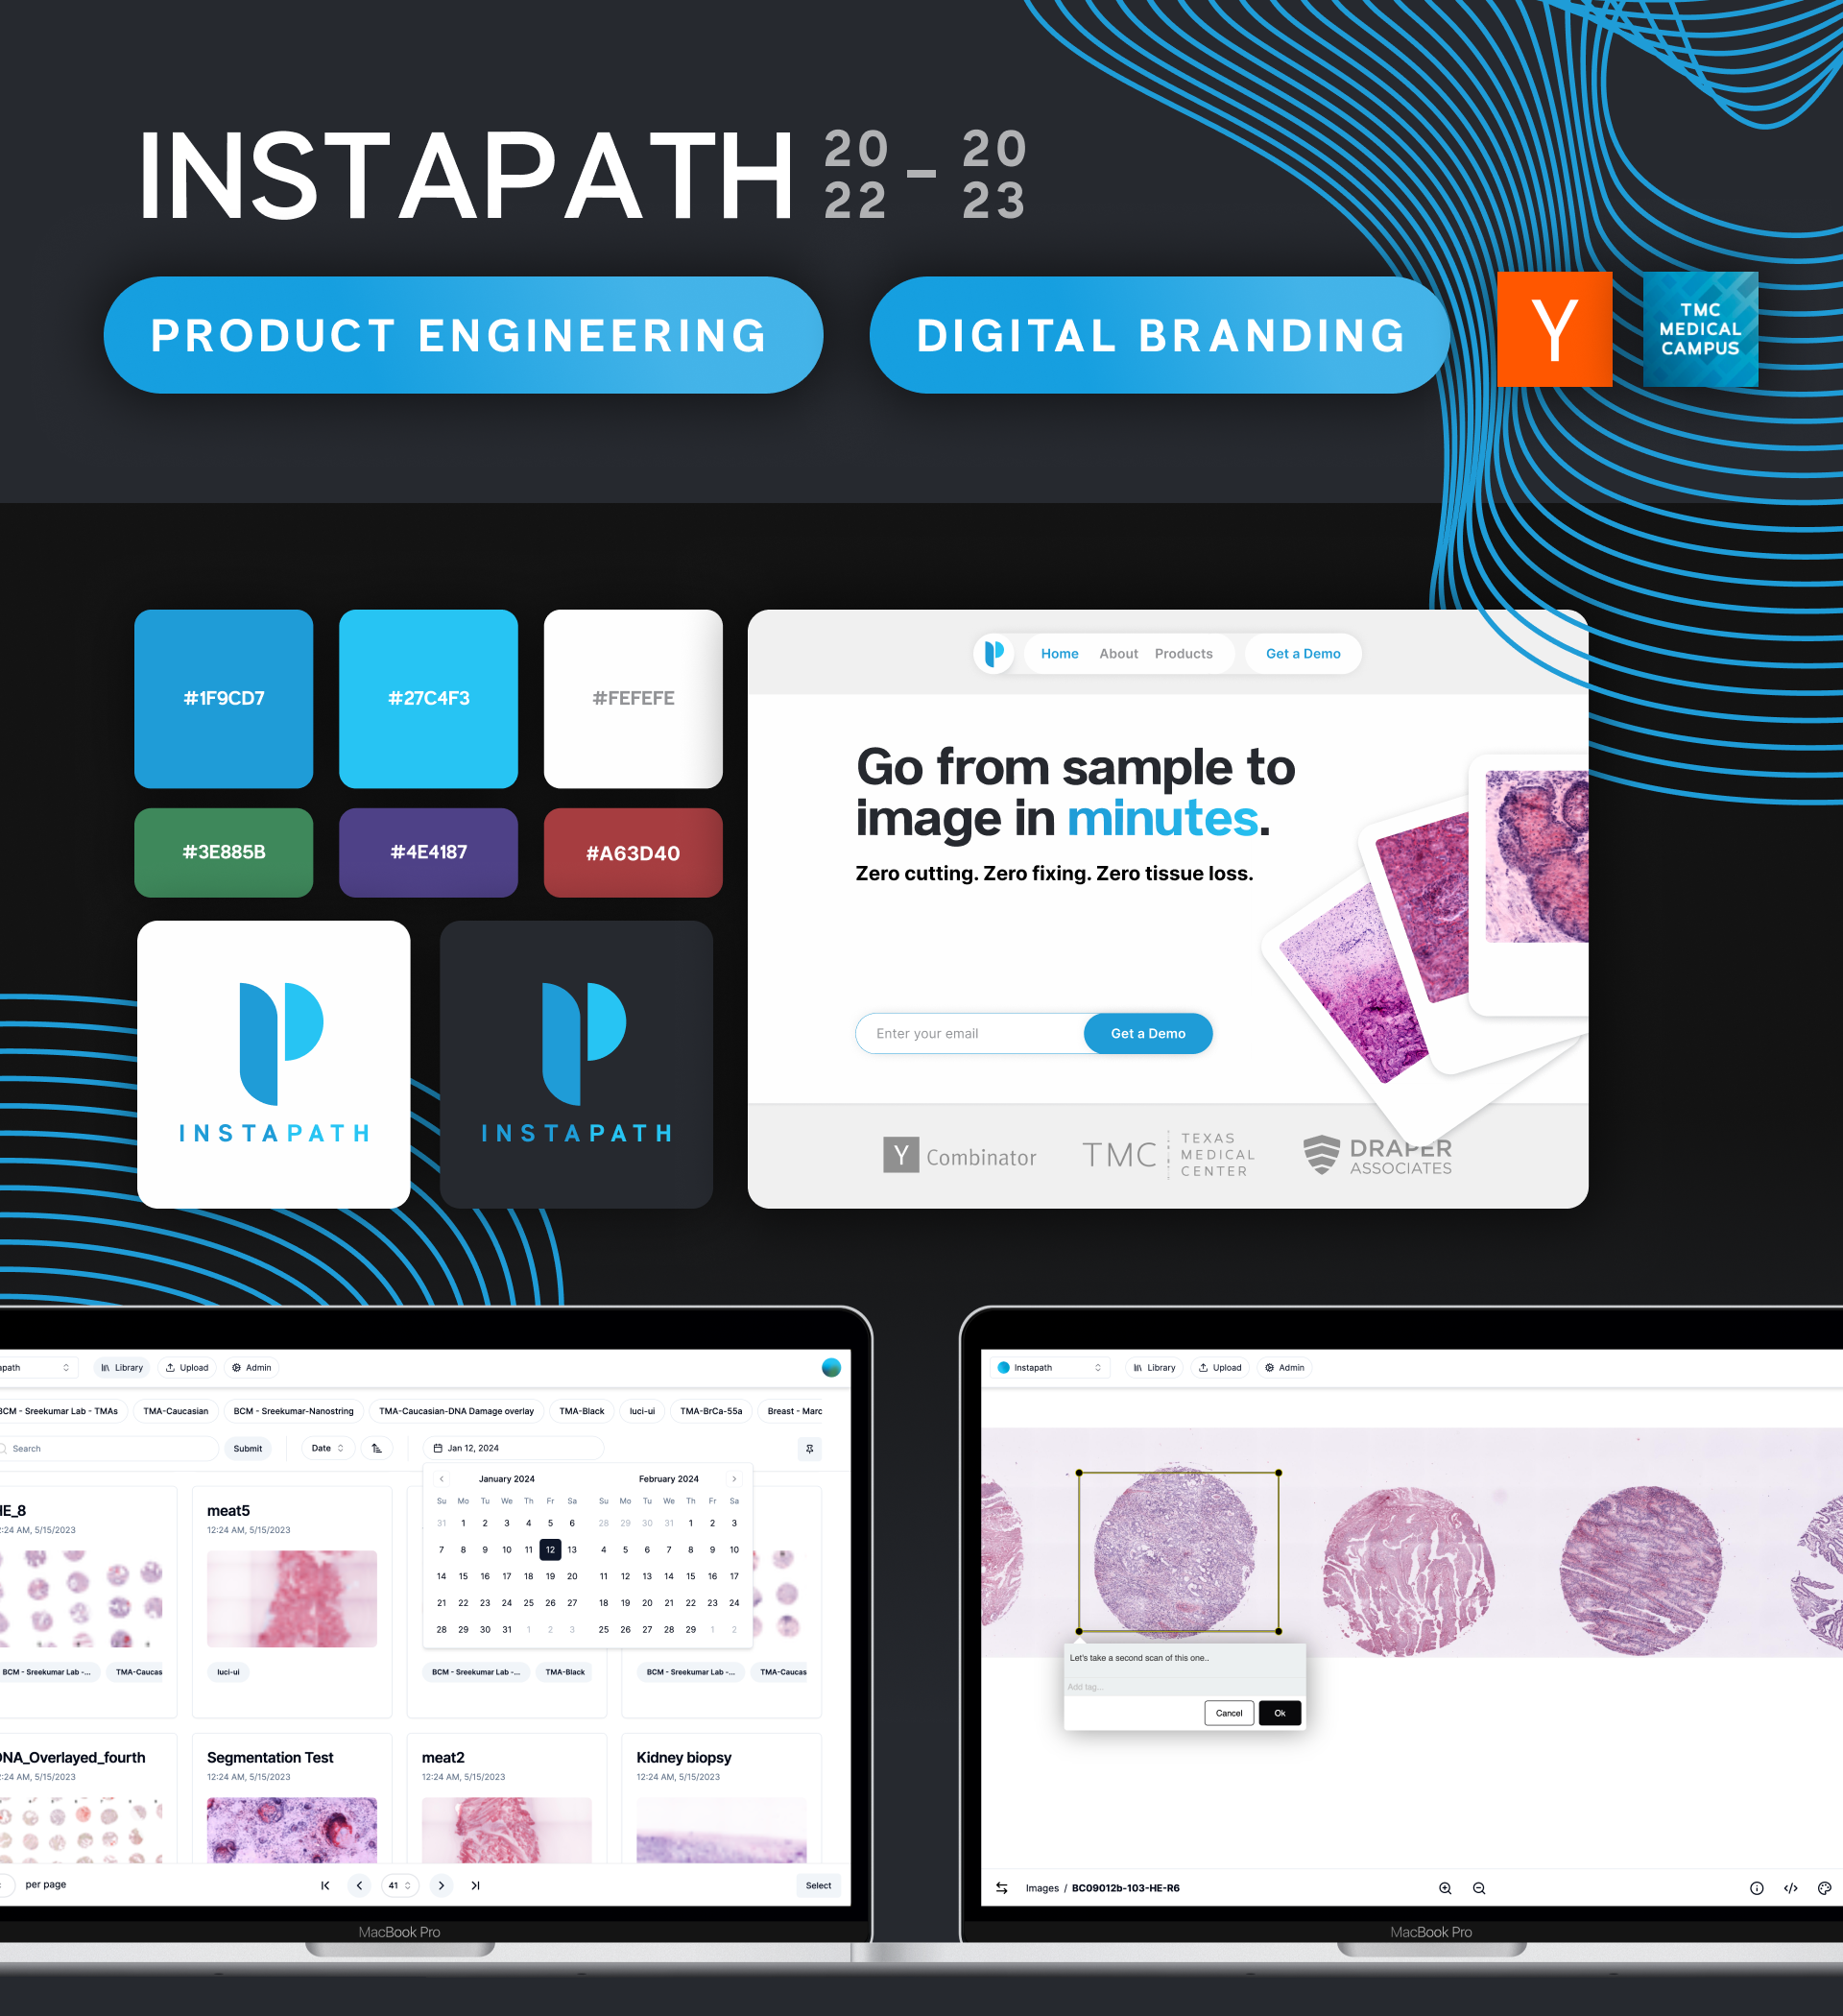 INSTAPATH
20 – 20
22 23
PRODUCT ENGINEERING
DIGITAL BRANDING
Y
TMC
MEDICAL
CAMPUS
#1F9CD7
#27C4F3
#FEFEFE
#3E885B
#4E4187
#A63D40
INSTAPATH
INSTAPATH
Home About Products Get a Demo
Go from sample to
image in minutes.
Zero cutting. Zero fixing. Zero tissue loss.
Enter your email Get a Demo
Y Combinator
TMC
TEXAS
MEDICAL
CENTER
DRAPER
ASSOCIATES
apath Library Upload Admin
BCM - Sreekumar Lab - TMAs TMA-Caucasian BCM - Sreekumar-Nanostring TMA-Caucasian-DNA Damage overlay TMA-Black luci-ui TMA-BrCa-55a Breast - Marc
Search Submit Date Jan 12, 2024
January 2024 February 2024
Su Mo Tu We Th Fr Sa Su Mo Tu We Th Fr Sa
31 1 2 3 4 5 6 28 29 30 31 1 2 3
7 8 9 10 11 12 13 4 5 6 7 8 9 10
14 15 16 17 18 19 20 11 12 13 14 15 16 17
21 22 23 24 25 26 27 18 19 20 21 22 23 24
28 29 30 31 1 2 3 25 26 27 28 29 1 2
HE_8
:24 AM, 5/15/2023
BCM - Sreekumar Lab -... TMA-Caucas
meat5
12:24 AM, 5/15/2023
luci-ui
BCM - Sreekumar Lab -... TMA-Black
BCM - Sreekumar Lab -... TMA-Caucas
DNA_Overlayed_fourth
:24 AM, 5/15/2023
Segmentation Test
12:24 AM, 5/15/2023
meat2
12:24 AM, 5/15/2023
Kidney biopsy
12:24 AM, 5/15/2023
per page 41 Select
MacBook Pro
Instapath Library Upload Admin
Let's take a second scan of this one..
Add tag...
Cancel Ok
Images / BC09012b-103-HE-R6
MacBook Pro